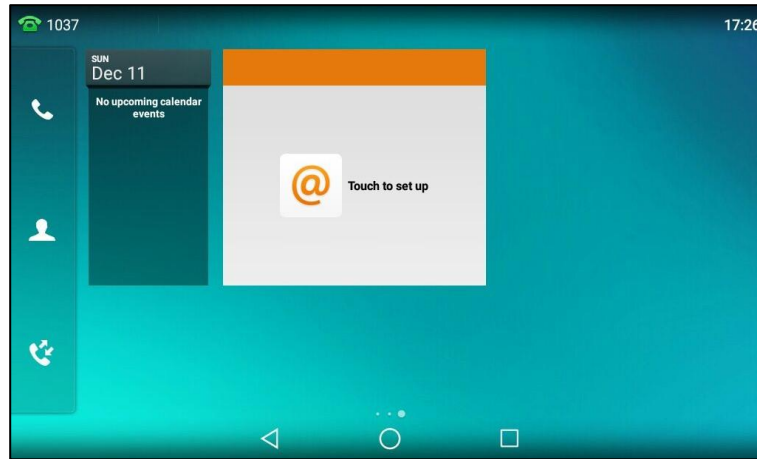 1037
17:26
SUN
Dec 11
No upcoming calendar
events
@
Touch to set up